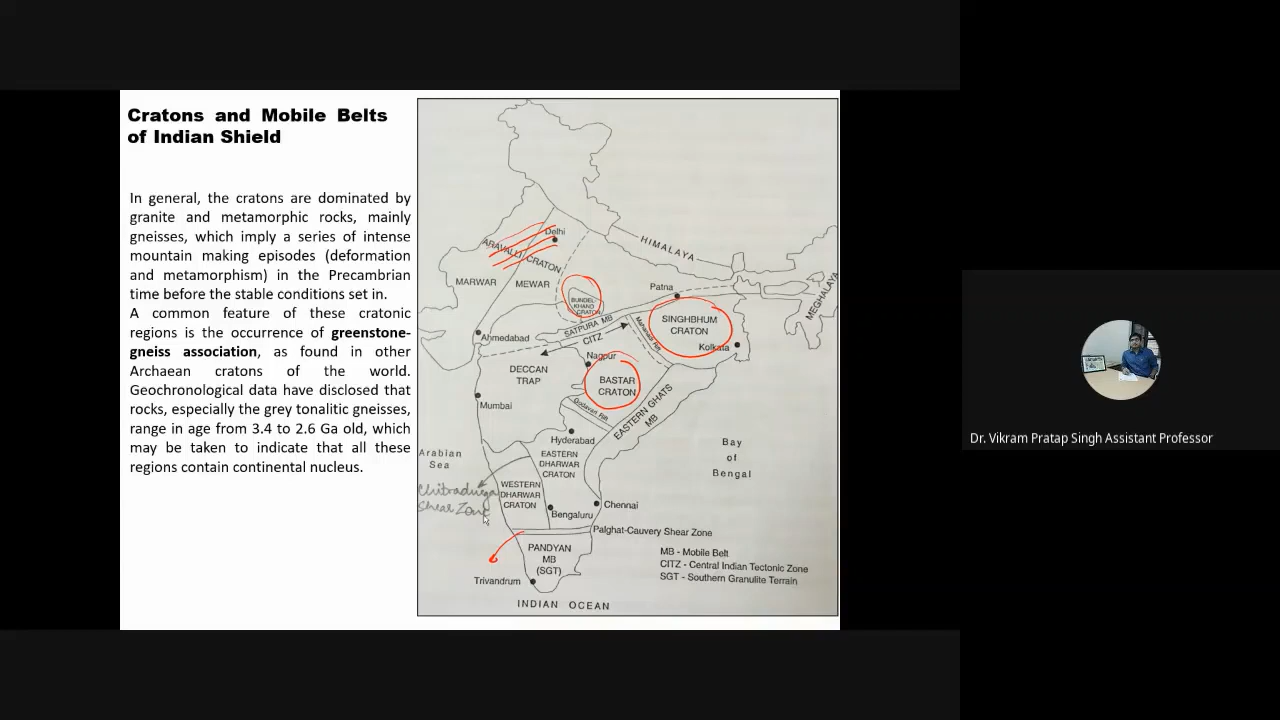 Cratons and Mobile Belts
of Indian Shield
In general, the cratons are dominated by
granite and metamorphic rocks, mainly
gneisses, which imply a series of intense
mountain making episodes (deformation
and metamorphism) in the Precambrian
time before the stable conditions set in.
A common feature of these cratonic
regions is the occurrence of greenstone-
gneiss association, as found in other
Archaean cratons of the world.
Geochronological data have disclosed that
rocks, especially the grey tonalitic gneisses,
range in age from 3.4 to 2.6 Ga old, which
may be taken to indicate that all these
regions contain continental nucleus.
Delhi
ARAVALLI CRATON
HIMALAYA
MARWAR
MEWAR
BUNDEL-
KHAND
CRATON
Patna
MEGHALAYA
SINGHBHUM
CRATON
SATPURA MB
CITZ
Mahanadi Rift
Ahmedabad
Kolkata
Nagpur
DECCAN
TRAP
BASTAR
CRATON
Mumbai
Godavari Rift
EASTERN GHATS
MB
Hyderabad
Bay
of
Bengal
Arabian
Sea
EASTERN
DHARWAR
CRATON
WESTERN
DHARWAR
CRATON
Chitradurga
Shear Zone
Chennai
Bengaluru
Palghat-Cauvery Shear Zone
PANDYAN
MB
(SGT)
Trivandrum
MB - Mobile Belt
CITZ - Central Indian Tectonic Zone
SGT - Southern Granulite Terrain
INDIAN OCEAN
Dr. Vikram Pratap Singh Assistant Professor